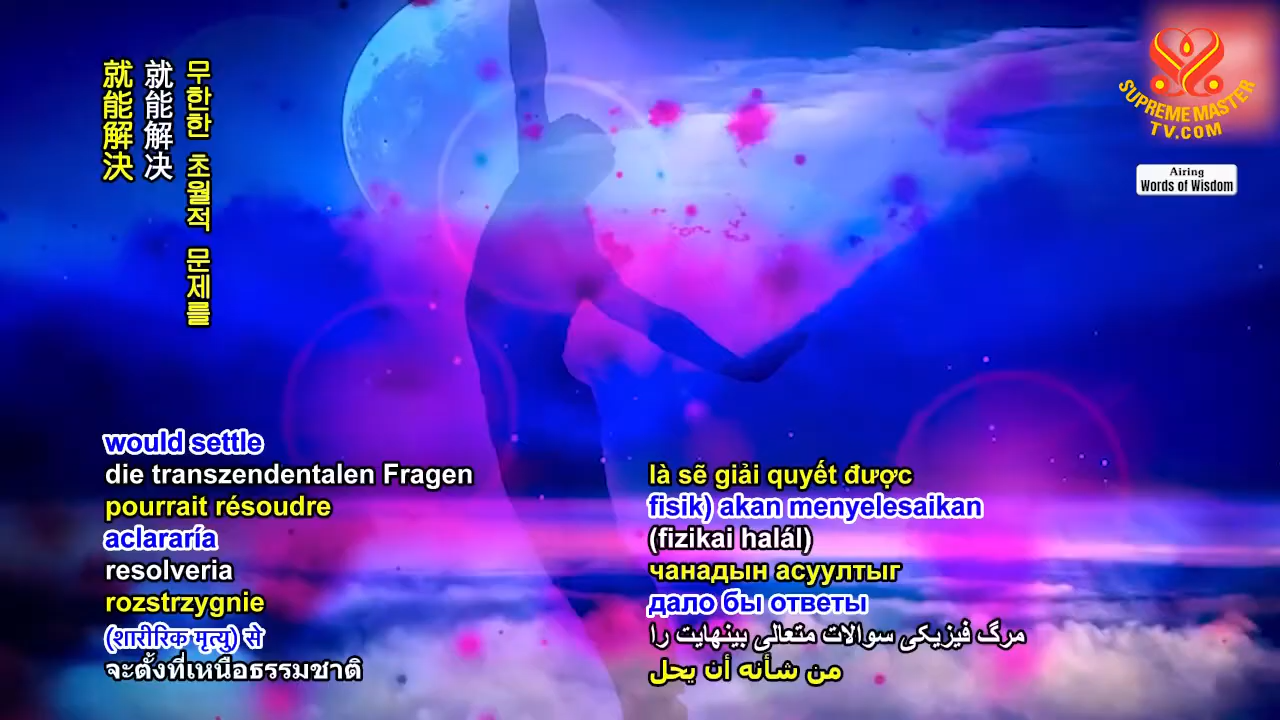 就能解決
就能解决
무한한 초월적 문제를
SUPREME MASTER
TV.COM
Airing
Words of Wisdom
would settle
die transzendentalen Fragen
pourrait résoudre
aclararía
resolveria
rozstrzygnie
(शारीरिक मृत्यु) से
จะตั้งที่เหนือธรรมชาติ
là sẽ giải quyết được
fisik) akan menyelesaikan
(fizikai halál)
чанадын асуултыг
дало бы ответы
مرگ فیزیکی سوالات متعالی بینهایت را
من شأنه أن يحل